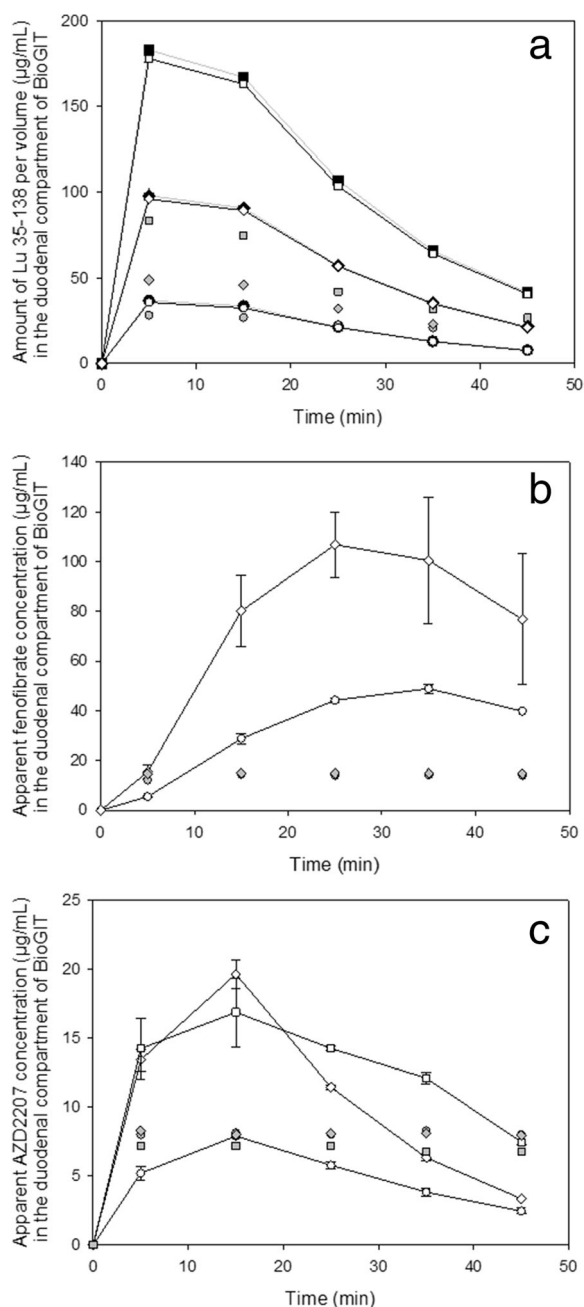 a
Amount of Lu 35-138 per volume (µg/mL)
in the duodenal compartment of BioGIT
200
150
100
50
0
0 10 20 30 40 50
Time (min)
b
Apparent fenofibrate concentration (µg/mL)
in the duodenal compartment of BioGIT
140
120
100
80
60
40
20
0
0 10 20 30 40 50
Time (min)
c
Apparent AZD2207 concentration (µg/mL)
in the duodenal compartment of BioGIT
25
20
15
10
5
0
0 10 20 30 40 50
Time (min)